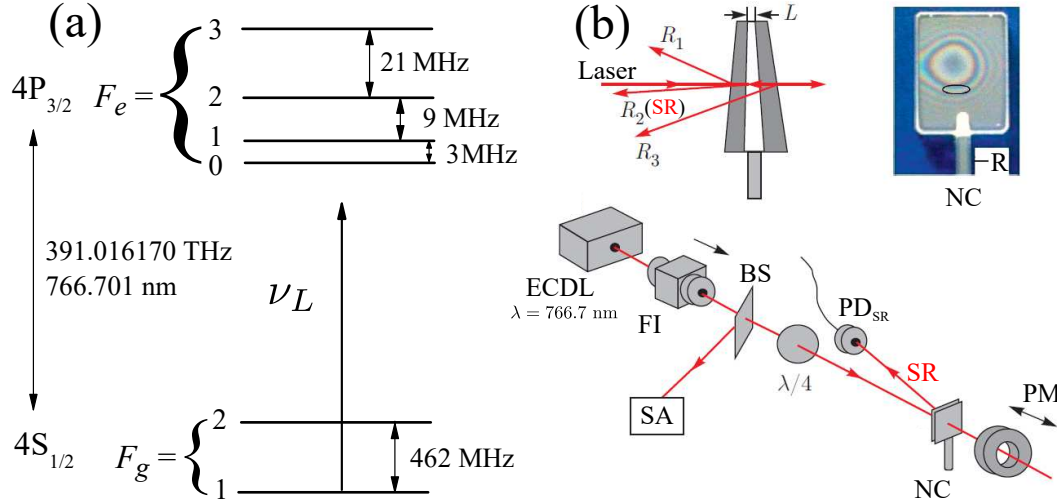 (a)
3
21 MHz
4P3/2
Fe =
2
9 MHz
1
3MHz
0
391.016170 THz
766.701 nm
νL
2
4S1/2
Fg =
462 MHz
1
(b)
L
R1
Laser
R2(SR)
R3
R
NC
ECDL
λ = 766.7 nm
FI
BS
PDSR
λ/4
SR
SA
PM
NC